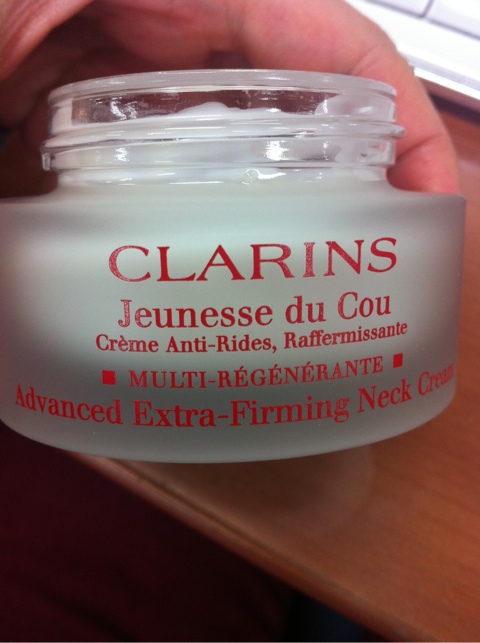 CLARINS
Jeunesse du Cou
Crème Anti-Rides, Raffermissante
■ MULTI-RÉGÉNÉRANTE ■
Advanced Extra-Firming Neck Cream